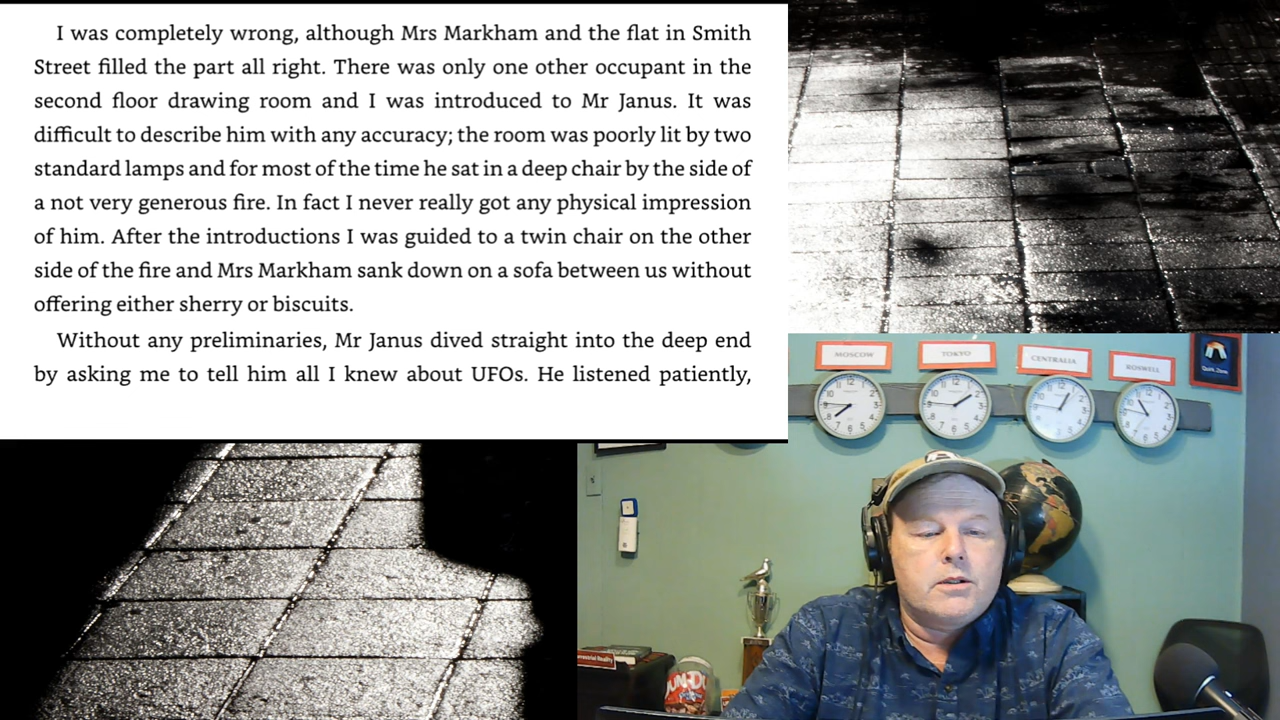 I was completely wrong, although Mrs Markham and the flat in Smith
Street filled the part all right. There was only one other occupant in the
second floor drawing room and I was introduced to Mr Janus. It was
difficult to describe him with any accuracy; the room was poorly lit by two
standard lamps and for most of the time he sat in a deep chair by the side of
a not very generous fire. In fact I never really got any physical impression
of him. After the introductions I was guided to a twin chair on the other
side of the fire and Mrs Markham sank down on a sofa between us without
offering either sherry or biscuits.
Without any preliminaries, Mr Janus dived straight into the deep end
by asking me to tell him all I knew about UFOs. He listened patiently,
MOSCOW
TOKYO
CENTRALIA
ROSWELL